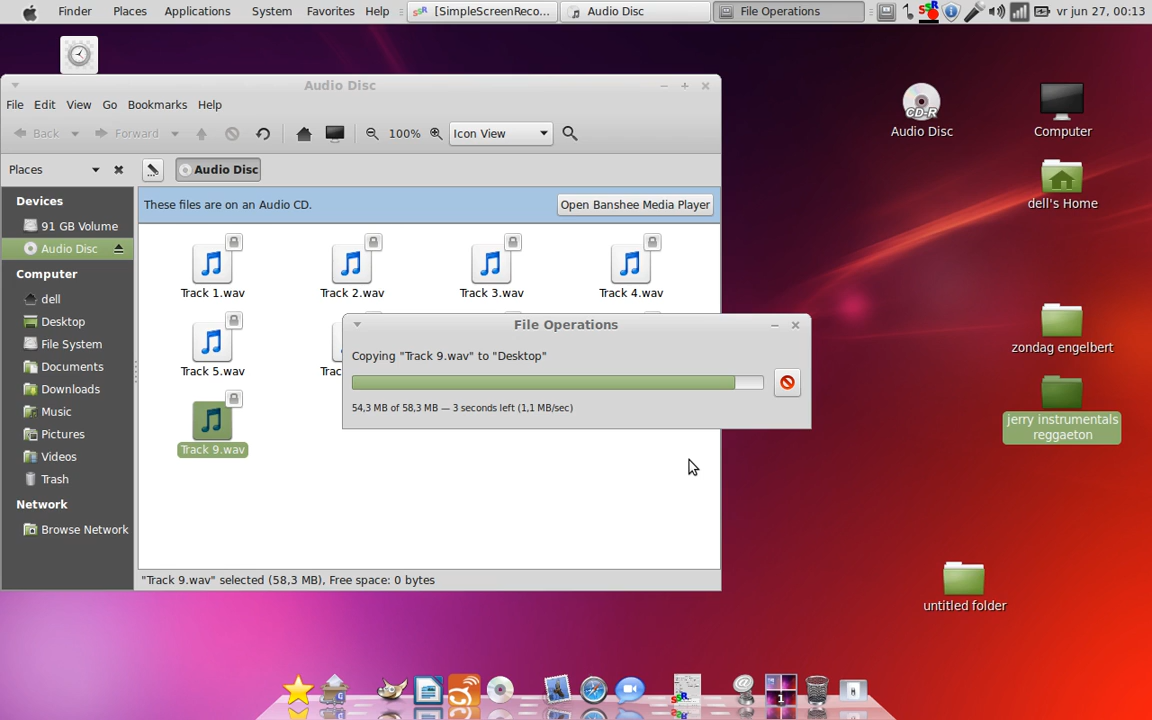 Finder Places Applications System Favorites Help [SimpleScreenReco... Audio Disc File Operations vr jun 27, 00:13
Audio Disc
File Edit View Go Bookmarks Help
Back Forward 100% Icon View
Places Audio Disc
Devices
91 GB Volume
Audio Disc
Computer
dell
Desktop
File System
Documents
Downloads
Music
Pictures
Videos
Trash
Network
Browse Network
These files are on an Audio CD. Open Banshee Media Player
Track 1.wav Track 2.wav Track 3.wav Track 4.wav
Track 5.wav
Track 9.wav
"Track 9.wav" selected (58,3 MB), Free space: 0 bytes
File Operations
Copying "Track 9.wav" to "Desktop"
54,3 MB of 58,3 MB — 3 seconds left (1,1 MB/sec)
CD-R
Audio Disc
Computer
dell's Home
zondag engelbert
jerry instrumentals
reggaeton
untitled folder
1